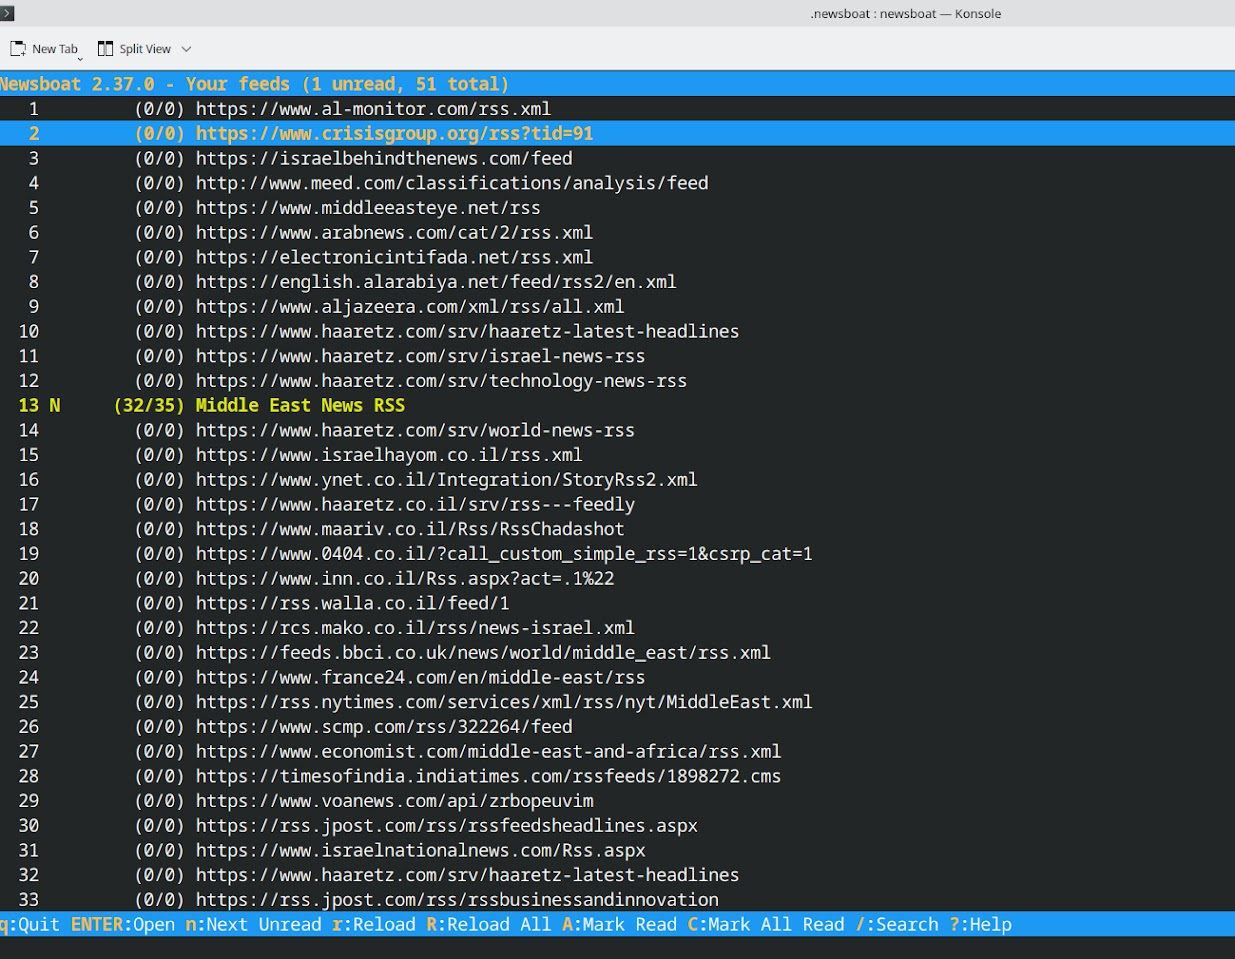 .newsboat : newsboat — Konsole
New Tab Split View
Newsboat 2.37.0 - Your feeds (1 unread, 51 total)
1 (0/0) https://www.al-monitor.com/rss.xml
2 (0/0) https://www.crisisgroup.org/rss?tid=91
3 (0/0) https://israelbehindthenews.com/feed
4 (0/0) http://www.meed.com/classifications/analysis/feed
5 (0/0) https://www.middleeasteye.net/rss
6 (0/0) https://www.arabnews.com/cat/2/rss.xml
7 (0/0) https://electronicintifada.net/rss.xml
8 (0/0) https://english.alarabiya.net/feed/rss2/en.xml
9 (0/0) https://www.aljazeera.com/xml/rss/all.xml
10 (0/0) https://www.haaretz.com/srv/haaretz-latest-headlines
11 (0/0) https://www.haaretz.com/srv/israel-news-rss
12 (0/0) https://www.haaretz.com/srv/technology-news-rss
13 N (32/35) Middle East News RSS
14 (0/0) https://www.haaretz.com/srv/world-news-rss
15 (0/0) https://www.israelhayom.co.il/rss.xml
16 (0/0) https://www.ynet.co.il/Integration/StoryRss2.xml
17 (0/0) https://www.haaretz.co.il/srv/rss---feedly
18 (0/0) https://www.maariv.co.il/Rss/RssChadashot
19 (0/0) https://www.0404.co.il/?call_custom_simple_rss=1&csrp_cat=1
20 (0/0) https://www.inn.co.il/Rss.aspx?act=.1%22
21 (0/0) https://rss.walla.co.il/feed/1
22 (0/0) https://rcs.mako.co.il/rss/news-israel.xml
23 (0/0) https://feeds.bbci.co.uk/news/world/middle_east/rss.xml
24 (0/0) https://www.france24.com/en/middle-east/rss
25 (0/0) https://rss.nytimes.com/services/xml/rss/nyt/MiddleEast.xml
26 (0/0) https://www.scmp.com/rss/322264/feed
27 (0/0) https://www.economist.com/middle-east-and-africa/rss.xml
28 (0/0) https://timesofindia.indiatimes.com/rssfeeds/1898272.cms
29 (0/0) https://www.voanews.com/api/zrbopeuvim
30 (0/0) https://rss.jpost.com/rss/rssfeedsheadlines.aspx
31 (0/0) https://www.israelnationalnews.com/Rss.aspx
32 (0/0) https://www.haaretz.com/srv/haaretz-latest-headlines
33 (0/0) https://rss.jpost.com/rss/rssbusinessandinnovation
q:Quit ENTER:Open n:Next Unread r:Reload R:Reload All A:Mark Read C:Mark All Read /:Search ?:Help